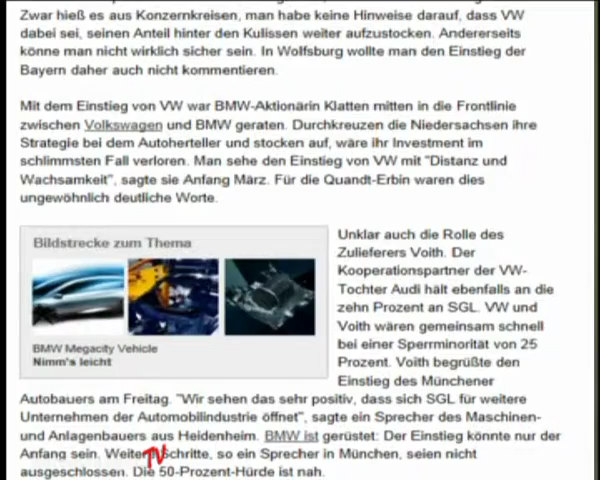 Zwar hieß es aus Konzernkreisen, man habe keine Hinweise darauf, dass VW
dabei sei, seinen Anteil hinter den Kulissen weiter aufzustocken. Andererseits
könne man nicht wirklich sicher sein. In Wolfsburg wollte man den Einstieg der
Bayern daher auch nicht kommentieren.
Mit dem Einstieg von VW war BMW-Aktionärin Klatten mitten in die Frontlinie
zwischen Volkswagen und BMW geraten. Durchkreuzen die Niedersachsen ihre
Strategie bei dem Autoherteller und stocken auf, wäre ihr Investment im
schlimmsten Fall verloren. Man sehe den Einstieg von VW mit "Distanz und
Wachsamkeit", sagte sie Anfang März. Für die Quandt-Erbin waren dies
ungewöhnlich deutliche Worte.
Bildstrecke zum Thema
BMW Megacity Vehicle
Nimm's leicht
Unklar auch die Rolle des
Zulieferers Voith. Der
Kooperationspartner der VW-
Tochter Audi hält ebenfalls an die
zehn Prozent an SGL. VW und
Voith wären gemeinsam schnell
bei einer Sperrminorität von 25
Prozent. Voith begrüßte den
Einstieg des Münchener
Autobauers am Freitag. "Wir sehen das sehr positiv, dass sich SGL für weitere
Unternehmen der Automobilindustrie öffnet", sagte ein Sprecher des Maschinen-
und Anlagenbauers aus Heidenheim. BMW ist gerüstet: Der Einstieg könnte nur der
Anfang sein. Weitere Schritte, so ein Sprecher in München, seien nicht
ausgeschlossen. Die 50-Prozent-Hürde ist nah.